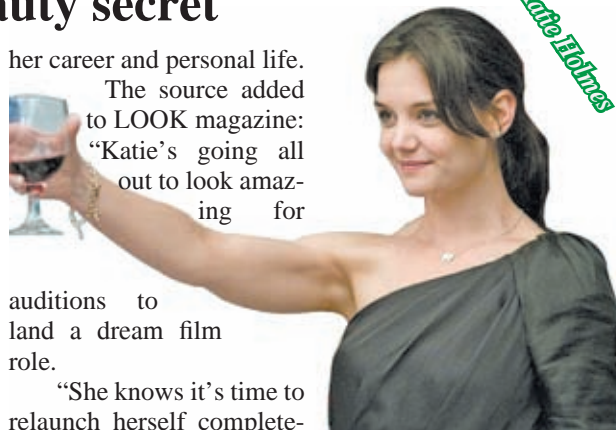 auty secret
her career and personal life.
The source added
to LOOK magazine:
“Katie's going all
out to look amaz-
ing for
auditions to
land a dream film
role.
“She knows it's time to
relaunch herself complete-
Katie Holmes